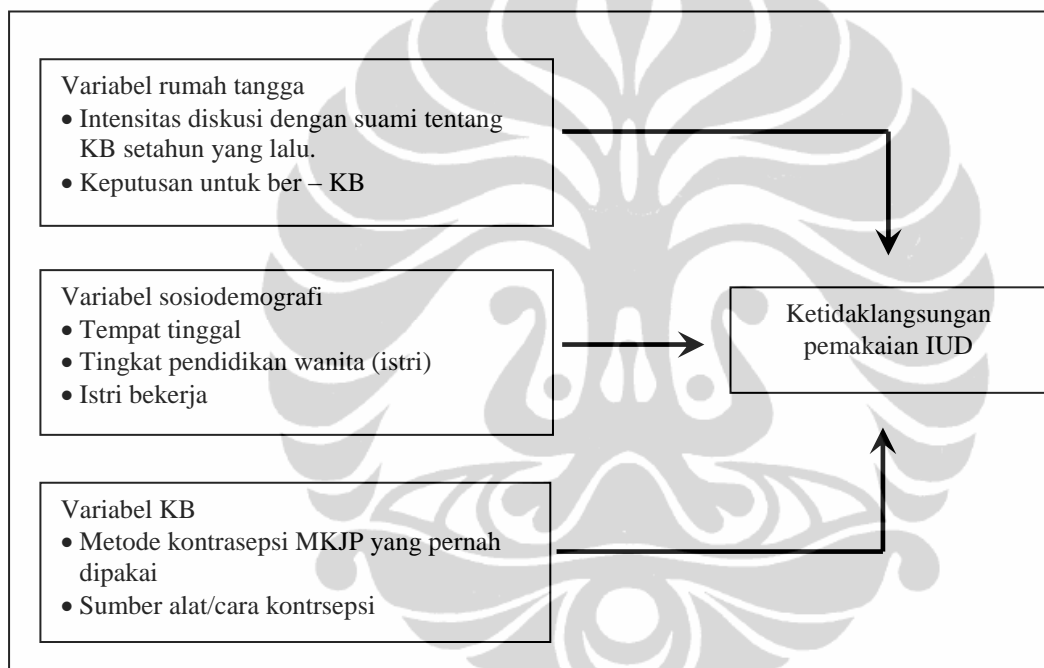 Variabel rumah tangga
• Intensitas diskusi dengan suami tentang
KB setahun yang lalu.
• Keputusan untuk ber – KB
Variabel sosiodemografi
• Tempat tinggal
• Tingkat pendidikan wanita (istri)
• Istri bekerja
Ketidaklangsungan
pemakaian IUD
Variabel KB
• Metode kontrasepsi MKJP yang pernah
dipakai
• Sumber alat/cara kontrsepsi